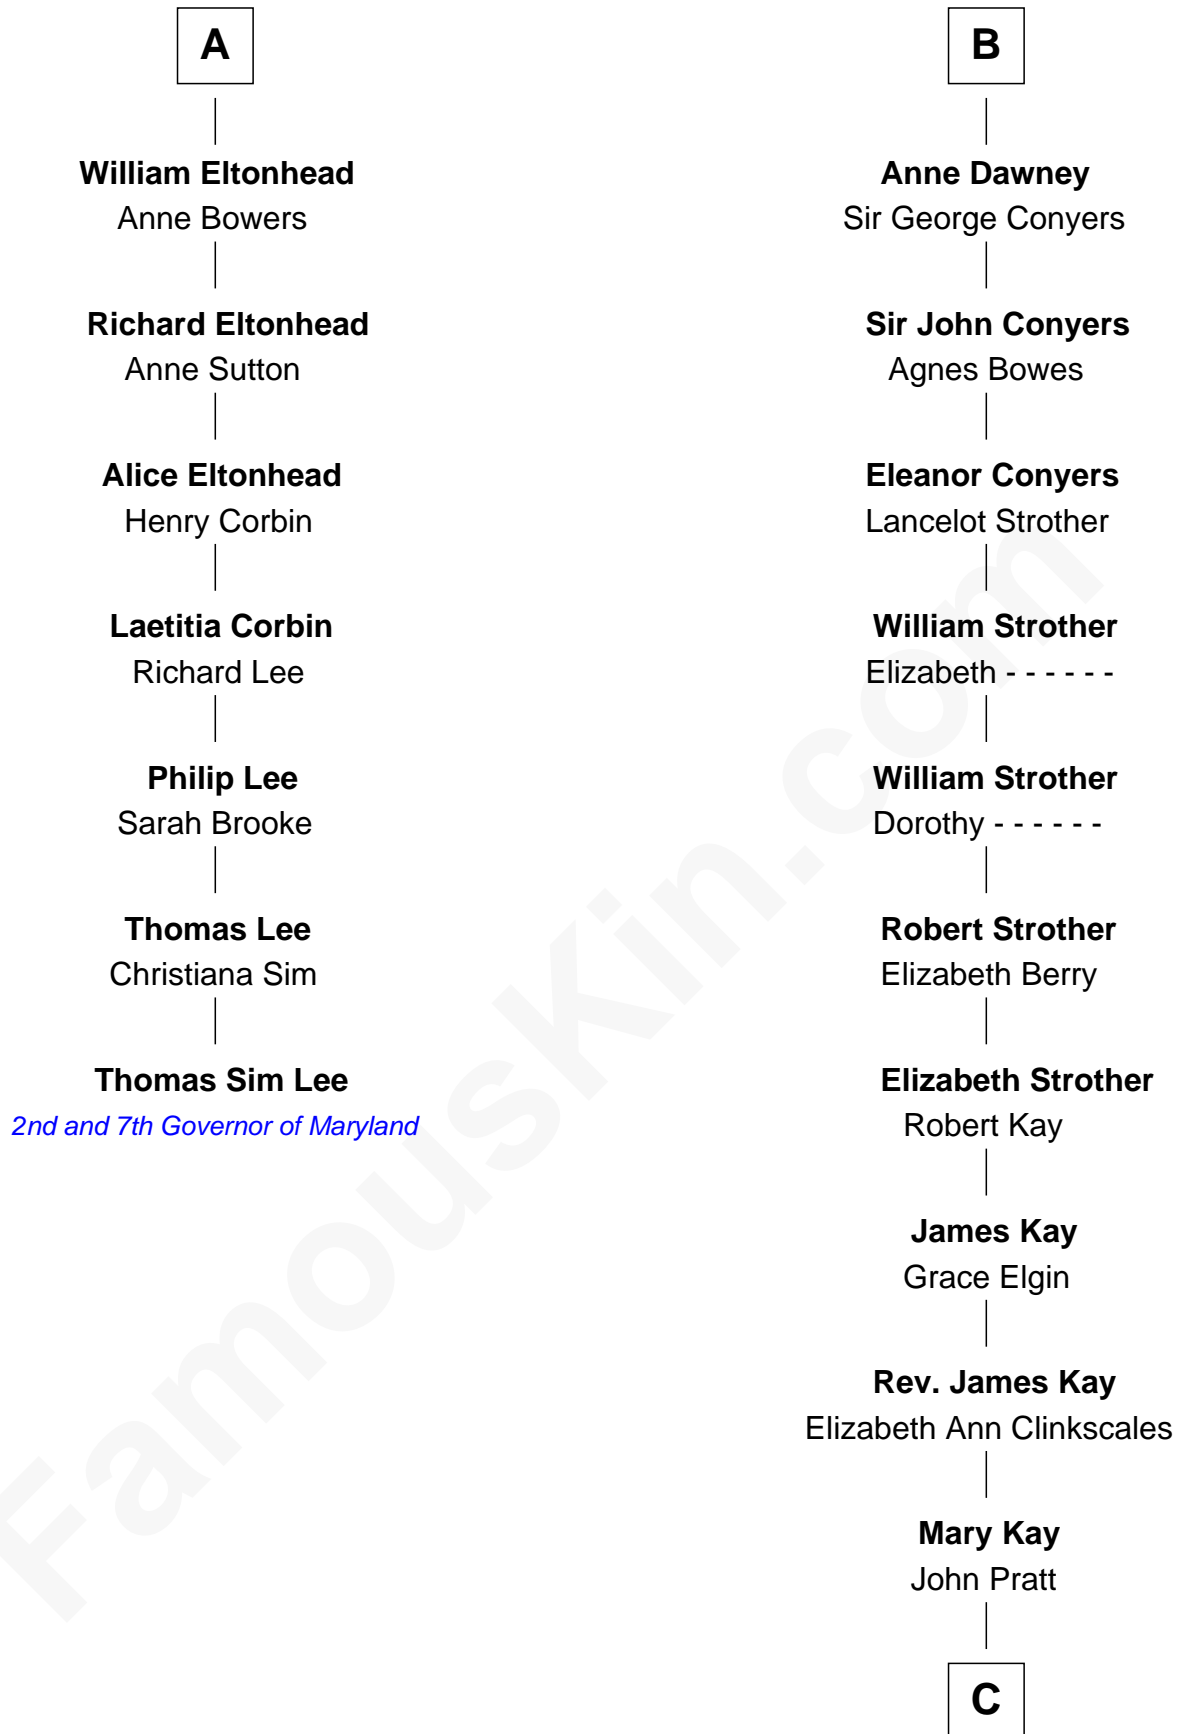 A
William Eltonhead
Anne Bowers
Richard Eltonhead
Anne Sutton
Alice Eltonhead
Henry Corbin
Laetitia Corbin
Richard Lee
Philip Lee
Sarah Brooke
Thomas Lee
Christiana Sim
Thomas Sim Lee
2nd and 7th Governor of Maryland
B
Anne Dawney
Sir George Conyers
Sir John Conyers
Agnes Bowes
Eleanor Conyers
Lancelot Strother
William Strother
Elizabeth - - - - - -
William Strother
Dorothy - - - - - -
Robert Strother
Elizabeth Berry
Elizabeth Strother
Robert Kay
James Kay
Grace Elgin
Rev. James Kay
Elizabeth Ann Clinkscales
Mary Kay
John Pratt
C
FamousKin.com